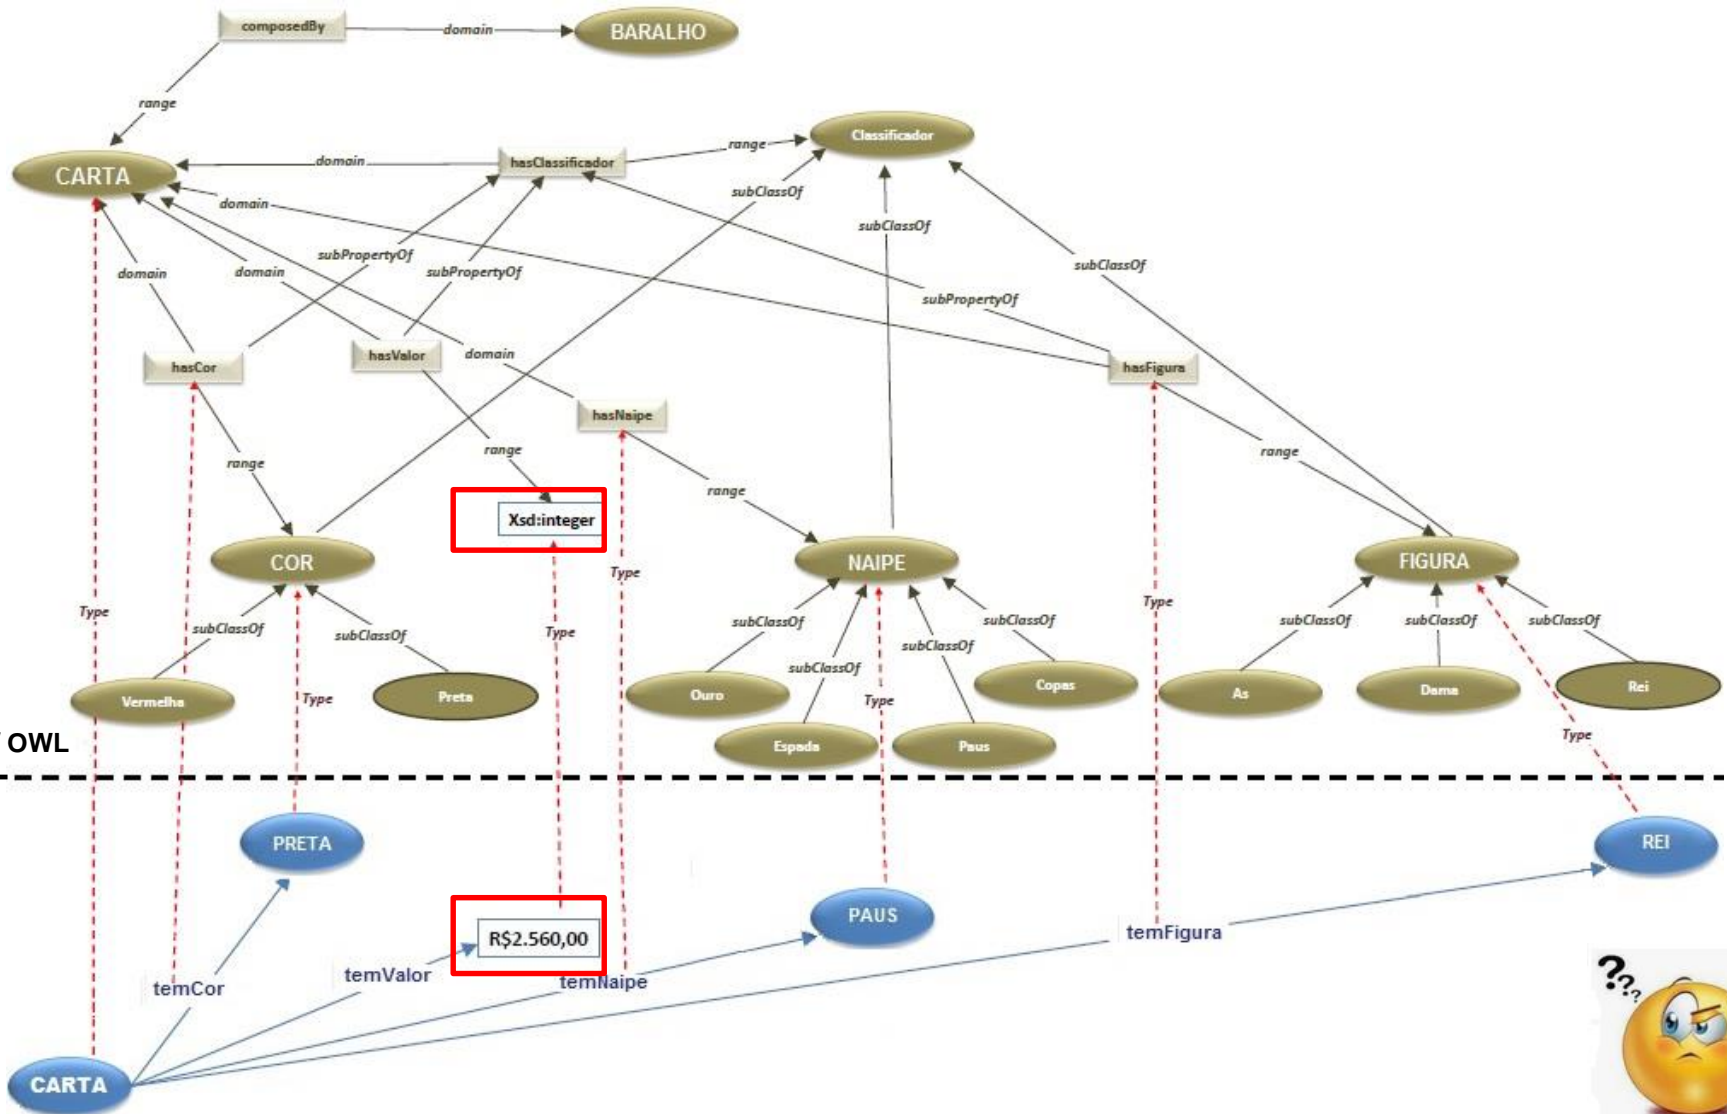 composedBy
domain
BARALHO
range
Classificador
CARTA
domain
hasClassificador
range
subClassOf
domain
subClassOf
domain
subPropertyOf
domain
subPropertyOf
subClassOf
subPropertyOf
hasCor
hasValor
domain
hasFigura
hasNaipe
range
range
range
range
Xsd:integer
COR
NAIPE
FIGURA
Type
Type
Type
Type
subClassOf
subClassOf
subClassOf
subClassOf
subClassOf
subClassOf
subClassOf
subClassOf
subClassOf
Vermelha
Type
Preta
Ouro
Type
Copas
As
Dama
Rei
OWL
Espada
Paus
Type
PRETA
REI
PAUS
R$2.560,00
temFigura
temCor
temValor
temNaipe
???
CARTA